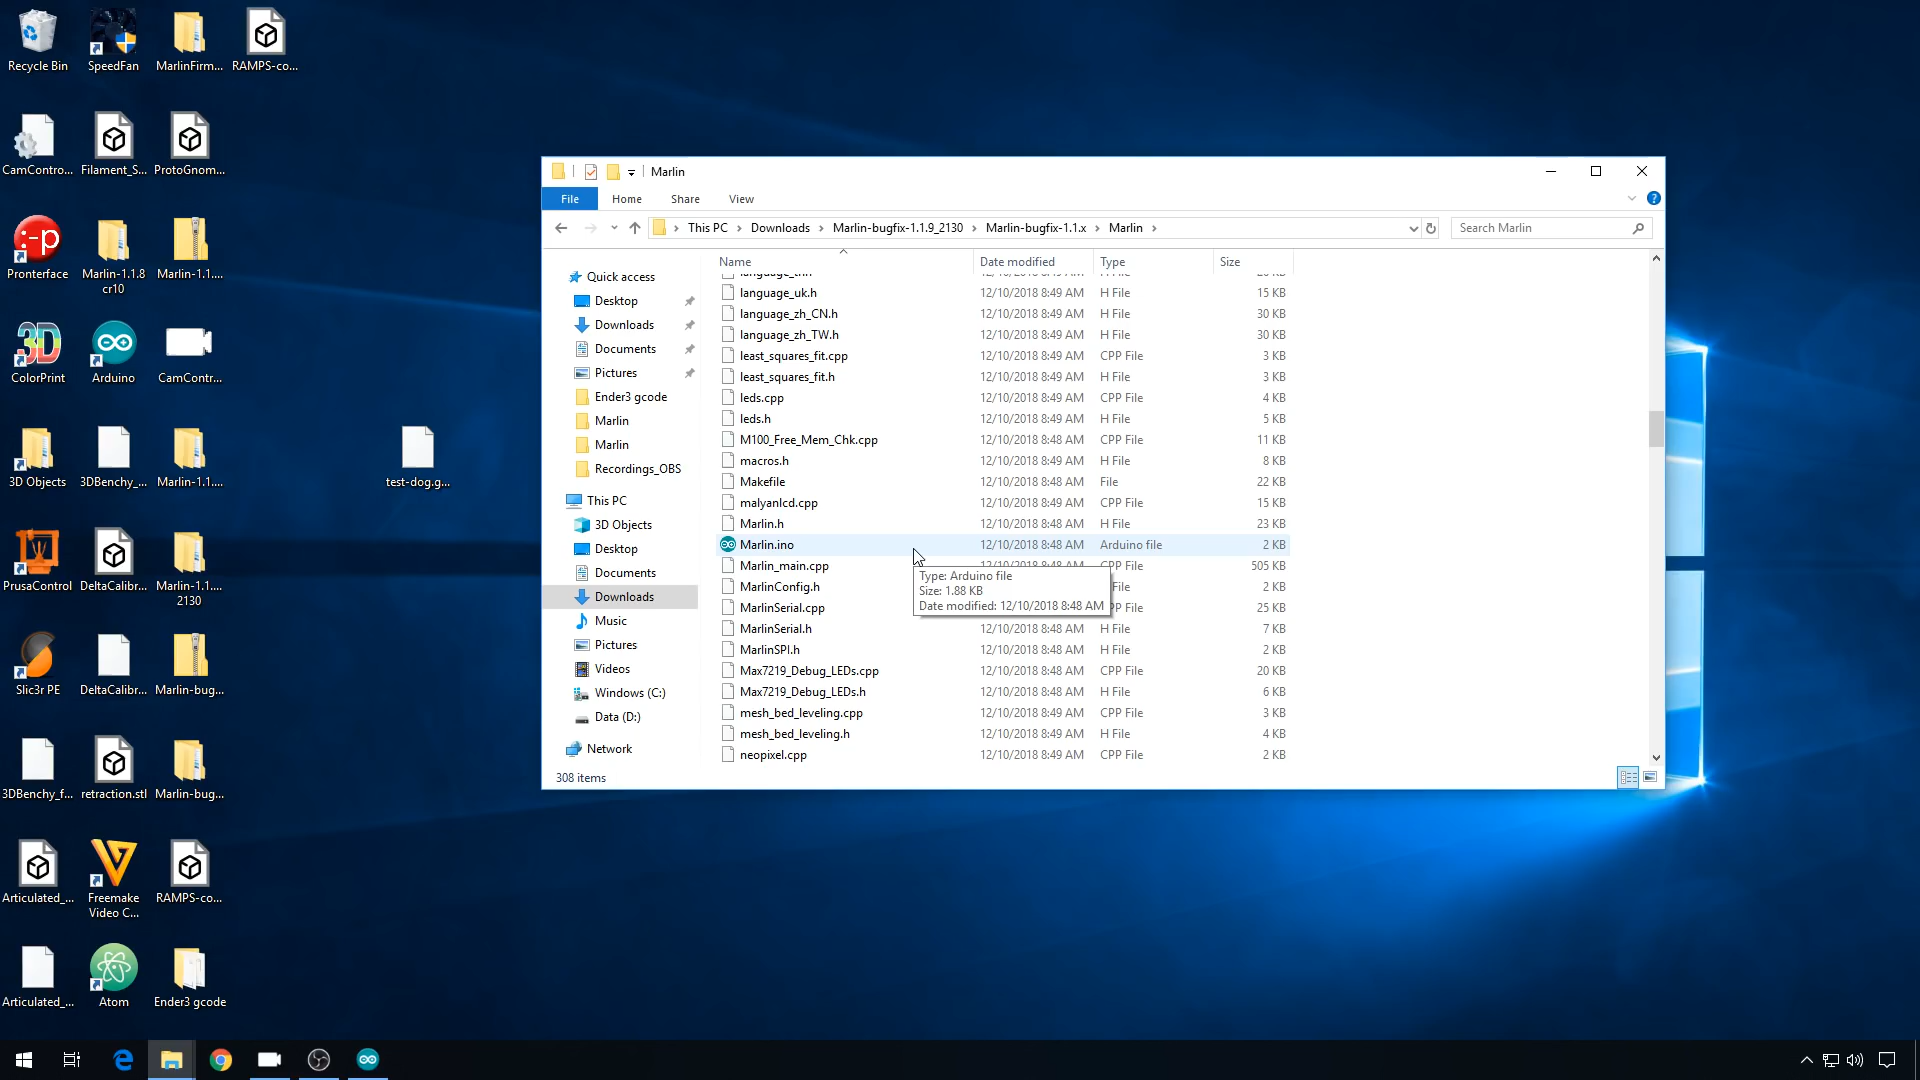 Recycle Bin
SpeedFan
MarlinFirm...
RAMPS-co...
CamContro...
Filament_S...
ProtoGnom...
:-p
Pronterface
Marlin-1.1.8
cr10
Marlin-1.1....
3D
ColorPrint
Arduino
CamContr...
3D Objects
3DBenchy_...
Marlin-1.1....
test-dog.g...
PrusaControl
DeltaCalibr...
Marlin-1.1....
2130
Slic3r PE
DeltaCalibr...
Marlin-bug...
3DBenchy_f...
retraction.stl
Marlin-bug...
Articulated_...
Freemake
Video C...
RAMPS-co...
Articulated_...
Atom
Ender3 gcode
Marlin
File
Home
Share
View
This PC
Downloads
Marlin-bugfix-1.1.9_2130
Marlin-bugfix-1.1.x
Marlin
Search Marlin
Quick access
Desktop
Downloads
Documents
Pictures
Ender3 gcode
Marlin
Marlin
Recordings_OBS
This PC
3D Objects
Desktop
Documents
Downloads
Music
Pictures
Videos
Windows (C:)
Data (D:)
Network
Name Date modified Type Size
language_uk.h 12/10/2018 8:49 AM H File 15 KB
language_zh_CN.h 12/10/2018 8:49 AM H File 30 KB
language_zh_TW.h 12/10/2018 8:49 AM H File 30 KB
least_squares_fit.cpp 12/10/2018 8:49 AM CPP File 3 KB
least_squares_fit.h 12/10/2018 8:49 AM H File 3 KB
leds.cpp 12/10/2018 8:49 AM CPP File 4 KB
leds.h 12/10/2018 8:49 AM H File 5 KB
M100_Free_Mem_Chk.cpp 12/10/2018 8:48 AM CPP File 11 KB
macros.h 12/10/2018 8:49 AM H File 8 KB
Makefile 12/10/2018 8:48 AM File 22 KB
malyanlcd.cpp 12/10/2018 8:49 AM CPP File 15 KB
Marlin.h 12/10/2018 8:48 AM H File 23 KB
Marlin.ino 12/10/2018 8:48 AM Arduino file 2 KB
Marlin_main.cpp 12/10/2018 8:48 AM CPP File 505 KB
MarlinConfig.h File 2 KB
MarlinSerial.cpp PP File 25 KB
MarlinSerial.h 12/10/2018 8:48 AM H File 7 KB
MarlinSPI.h 12/10/2018 8:48 AM H File 2 KB
Max7219_Debug_LEDs.cpp 12/10/2018 8:48 AM CPP File 20 KB
Max7219_Debug_LEDs.h 12/10/2018 8:48 AM H File 6 KB
mesh_bed_leveling.cpp 12/10/2018 8:49 AM CPP File 3 KB
mesh_bed_leveling.h 12/10/2018 8:49 AM H File 4 KB
neopixel.cpp 12/10/2018 8:49 AM CPP File 2 KB
Type: Arduino file
Size: 1.88 KB
Date modified: 12/10/2018 8:48 AM
308 items